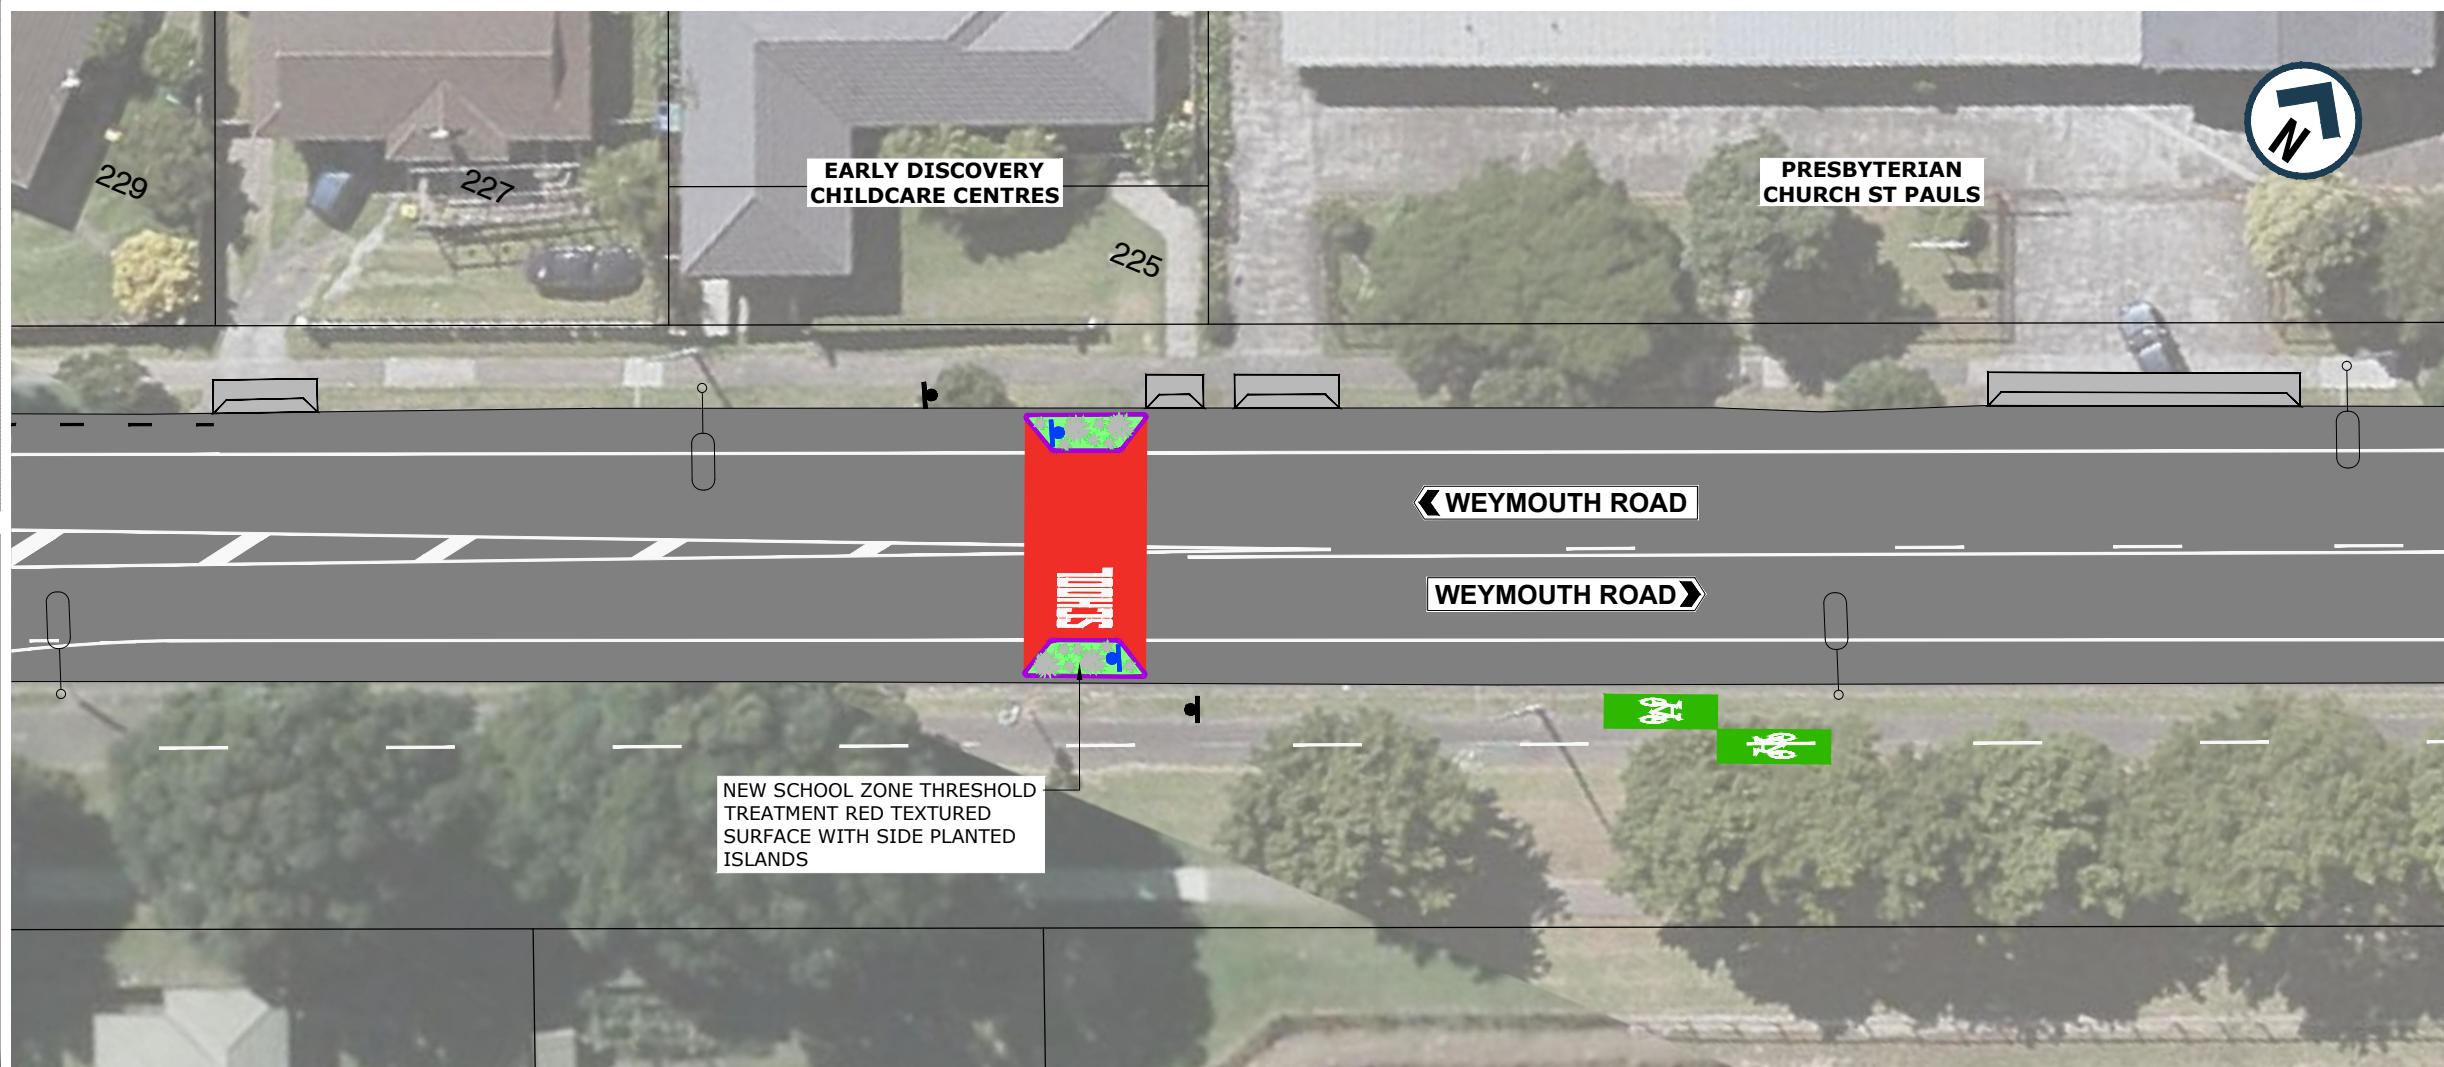 229
227
EARLY DISCOVERY
CHILDCARE CENTRES
225
PRESBYTERIAN
CHURCH ST PAULS
N
WEYMOUTH ROAD
WEYMOUTH ROAD
SCHOOL
NEW SCHOOL ZONE THRESHOLD
TREATMENT RED TEXTURED
SURFACE WITH SIDE PLANTED
ISLANDS